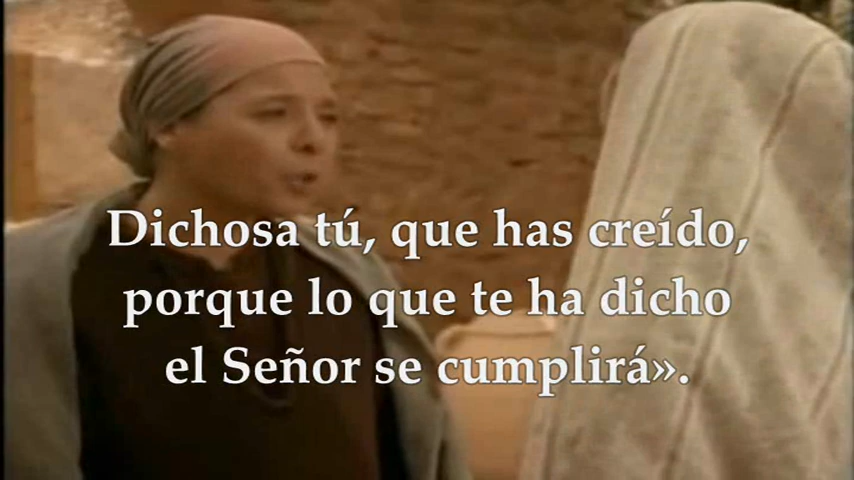 Dichosa tú, que has creído,
porque lo que te ha dicho
el Señor se cumplirá».